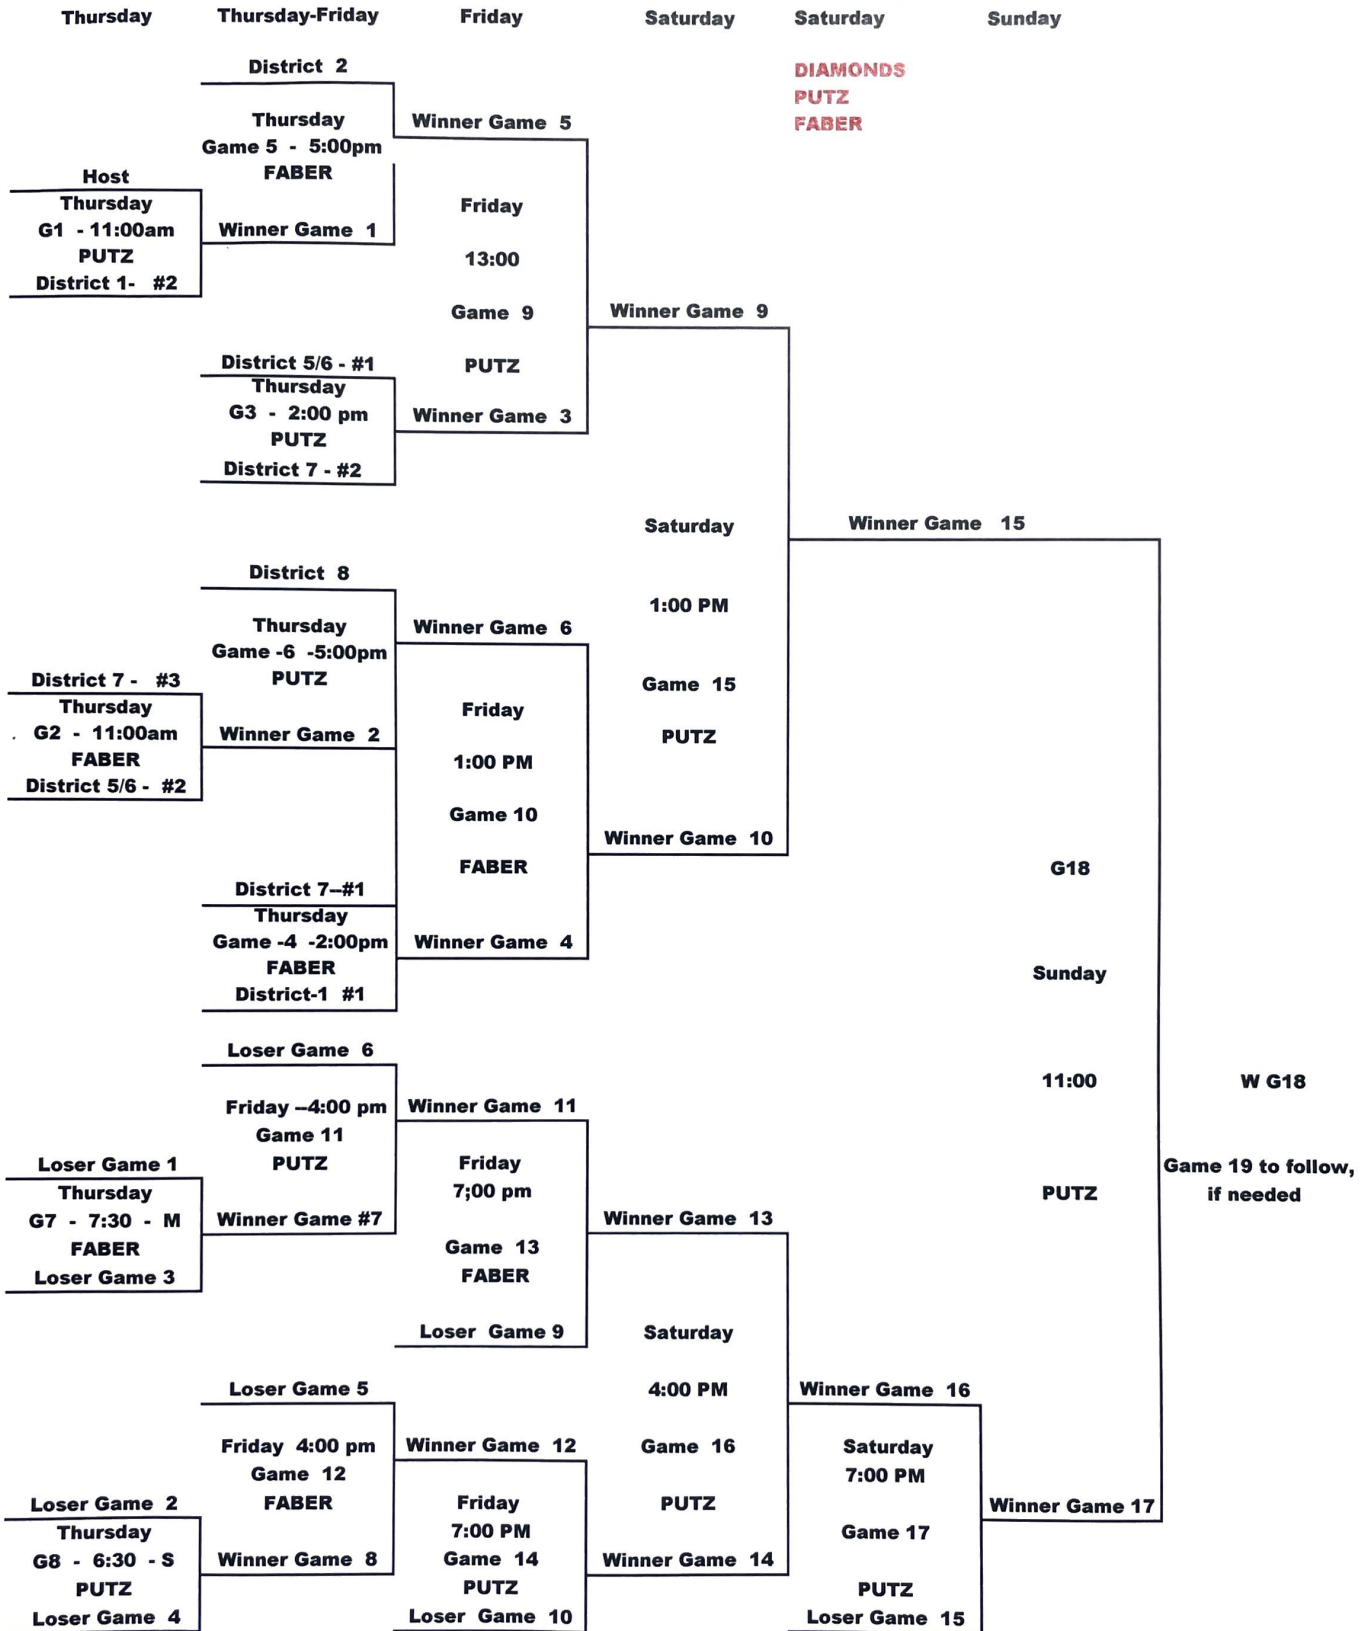 Thursday
Thursday-Friday
Friday
Saturday
Saturday
Sunday
DIAMONDS
PUTZ
FABER
District 2
Thursday
Game 5 - 5:00pm
FABER
Winner Game 1
Host
Thursday
G1 - 11:00am
PUTZ
District 1- #2
Winner Game 5
Friday
13:00
Game 9
PUTZ
Winner Game 3
District 5/6 - #1
Thursday
G3 - 2:00 pm
PUTZ
District 7 - #2
Winner Game 9
Saturday
1:00 PM
Game 15
PUTZ
Winner Game 10
Winner Game 15
District 8
Thursday
Game -6 -5:00pm
PUTZ
Winner Game 2
District 7 - #3
Thursday
G2 - 11:00am
FABER
District 5/6 - #2
Winner Game 6
Friday
1:00 PM
Game 10
FABER
Winner Game 4
District 7--#1
Thursday
Game -4 -2:00pm
FABER
District-1 #1
G18
Sunday
11:00
PUTZ
W G18
Game 19 to follow,
if needed
Loser Game 6
Friday --4:00 pm
Game 11
PUTZ
Winner Game #7
Loser Game 1
Thursday
G7 - 7:30 - M
FABER
Loser Game 3
Winner Game 11
Friday
7;00 pm
Game 13
FABER
Loser Game 9
Winner Game 13
Saturday
4:00 PM
Game 16
PUTZ
Winner Game 14
Loser Game 5
Friday 4:00 pm
Game 12
FABER
Winner Game 8
Loser Game 2
Thursday
G8 - 6:30 - S
PUTZ
Loser Game 4
Winner Game 12
Friday
7:00 PM
Game 14
PUTZ
Loser Game 10
Winner Game 16
Saturday
7:00 PM
Game 17
PUTZ
Loser Game 15
Winner Game 17